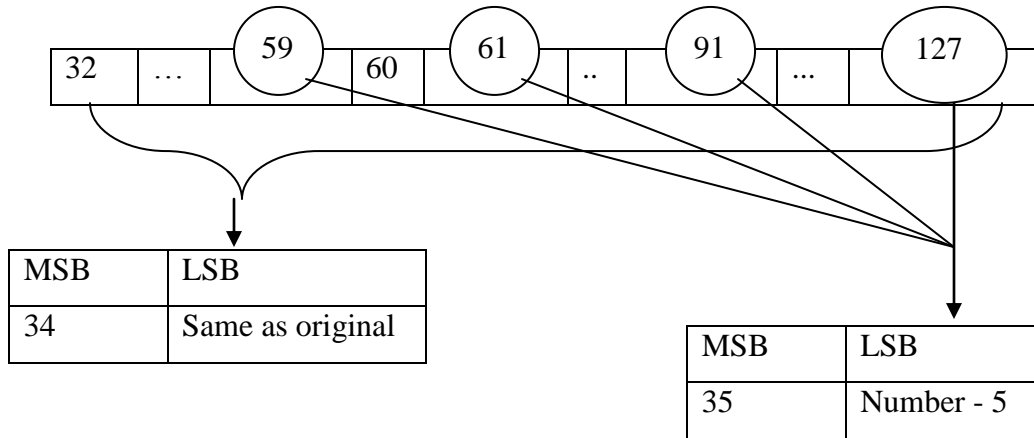 32 … 59 60 61 .. 91 ... 127
MSB LSB
34 Same as original
MSB LSB
35 Number - 5